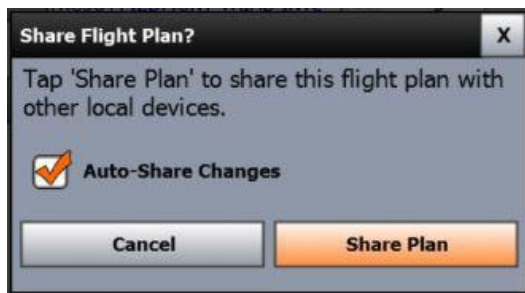 Share Flight Plan?
X
Tap 'Share Plan' to share this flight plan with
other local devices.
Auto-Share Changes
Cancel
Share Plan